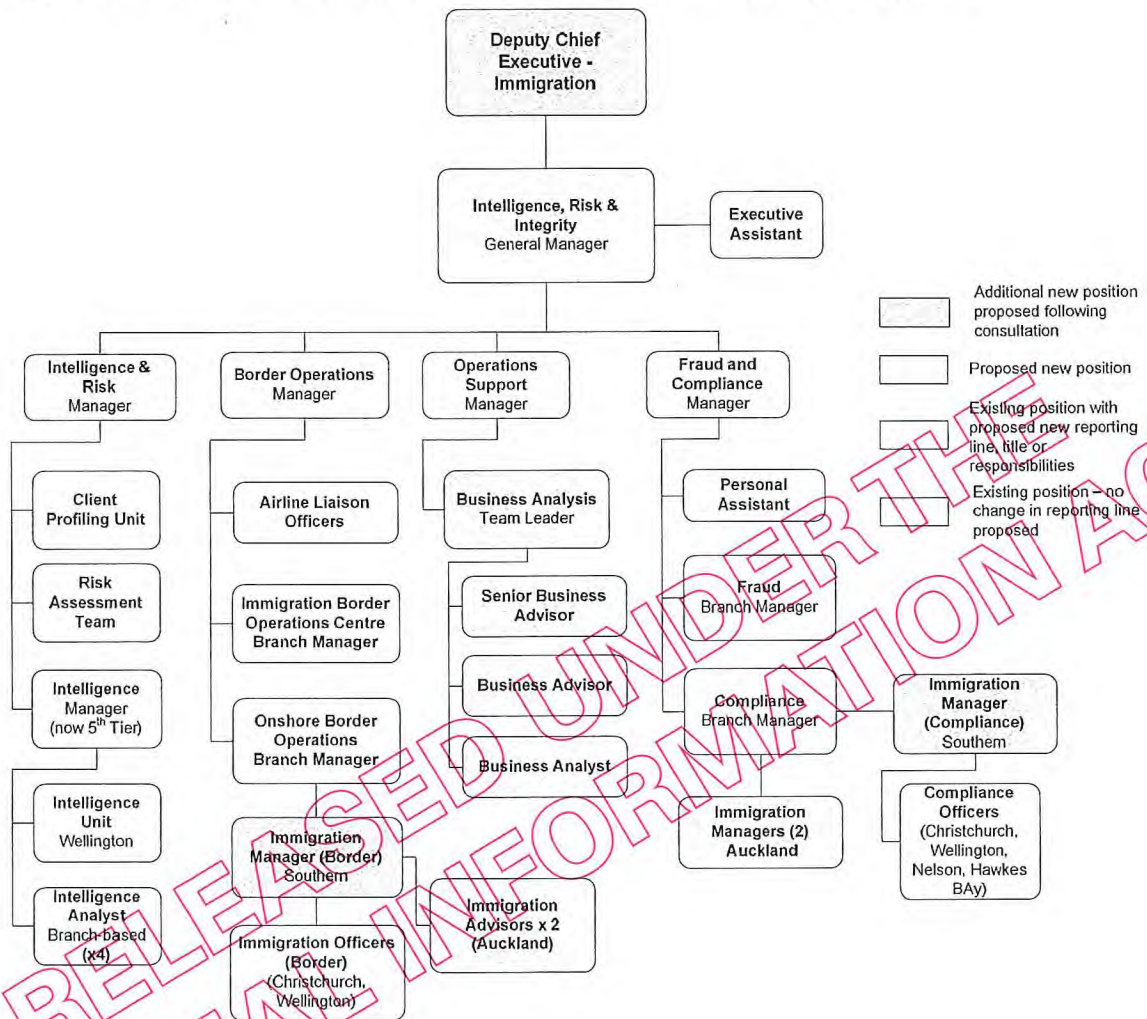 Deputy Chief
Executive -
Immigration
Intelligence, Risk &
Integrity
General Manager
Executive
Assistant
Additional new position
proposed following
consultation
Proposed new position
Existing position with
proposed new reporting
line, title or
responsibilities
Existing position – no
change in reporting line
proposed
Intelligence &
Risk
Manager
Border Operations
Manager
Operations
Support
Manager
Fraud and
Compliance
Manager
Client
Profiling Unit
Risk
Assessment
Team
Intelligence
Manager
(now 5th Tier)
Intelligence
Unit
Wellington
Intelligence
Analyst
Branch-based
(x4)
Airline Liaison
Officers
Immigration Border
Operations Centre
Branch Manager
Onshore Border
Operations
Branch Manager
Immigration
Manager (Border)
Southern
Immigration Officers
(Border)
(Christchurch,
Wellington)
Immigration
Advisors x 2
(Auckland)
Business Analysis
Team Leader
Senior Business
Advisor
Business Advisor
Business Analyst
Personal
Assistant
Fraud
Branch Manager
Compliance
Branch Manager
Immigration
Managers (2)
Auckland
Immigration
Manager
(Compliance)
Southern
Compliance
Officers
(Christchurch,
Wellington,
Nelson, Hawkes
BAy)
RELEASED UNDER THE
INFORMATION